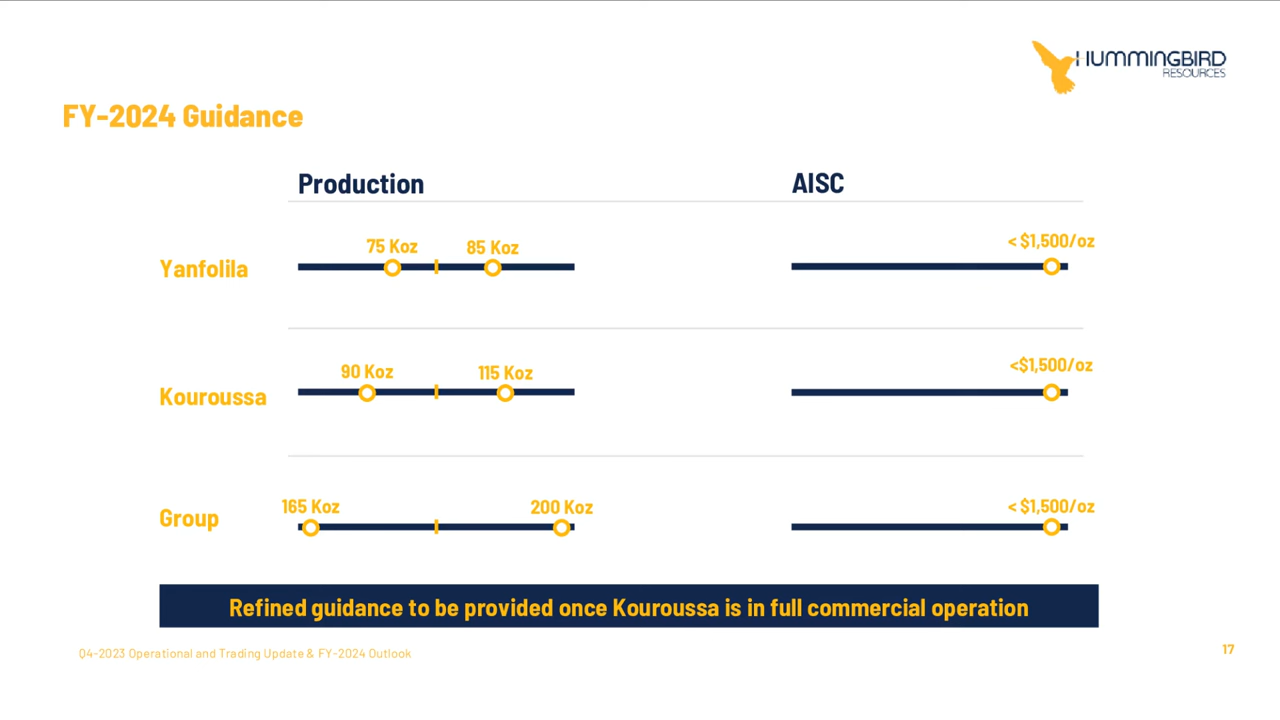 HUMMINGBIRD
RESOURCES
FY-2024 Guidance
Production
AISC
Yanfolila
75 Koz
85 Koz
< $1,500/oz
Kouroussa
90 Koz
115 Koz
<$1,500/oz
Group
165 Koz
200 Koz
< $1,500/oz
Refined guidance to be provided once Kouroussa is in full commercial operation
Q4-2023 Operational and Trading Update & FY-2024 Outlook
17